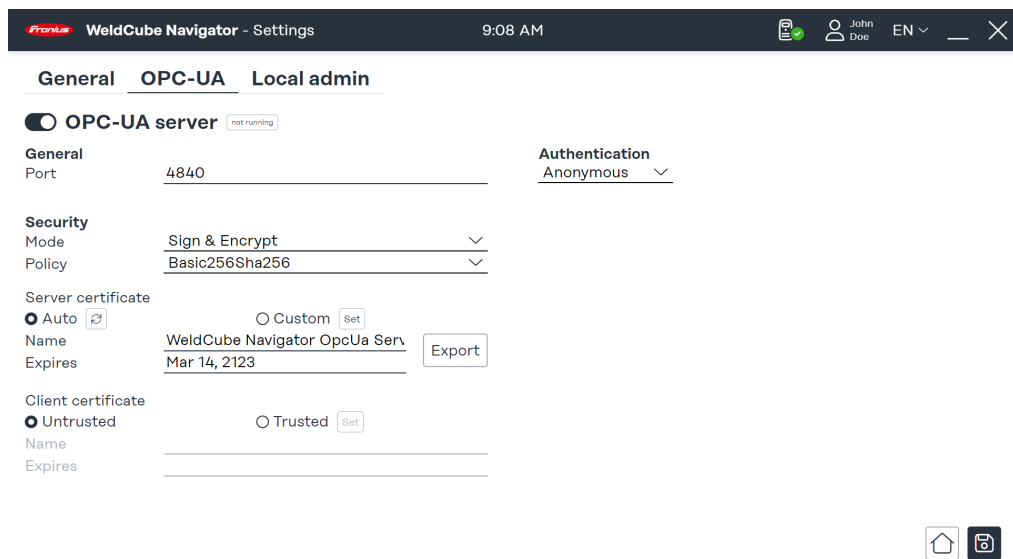 Fronius WeldCube Navigator - Settings 9:08 AM John Doe EN
General OPC-UA Local admin
OPC-UA server not running
General
Port 4840
Authentication
Anonymous
Security
Mode Sign & Encrypt
Policy Basic256Sha256
Server certificate
Auto Custom Set
Name WeldCube Navigator OpcUa Serv
Expires Mar 14, 2123
Export
Client certificate
Untrusted Trusted Set
Name
Expires